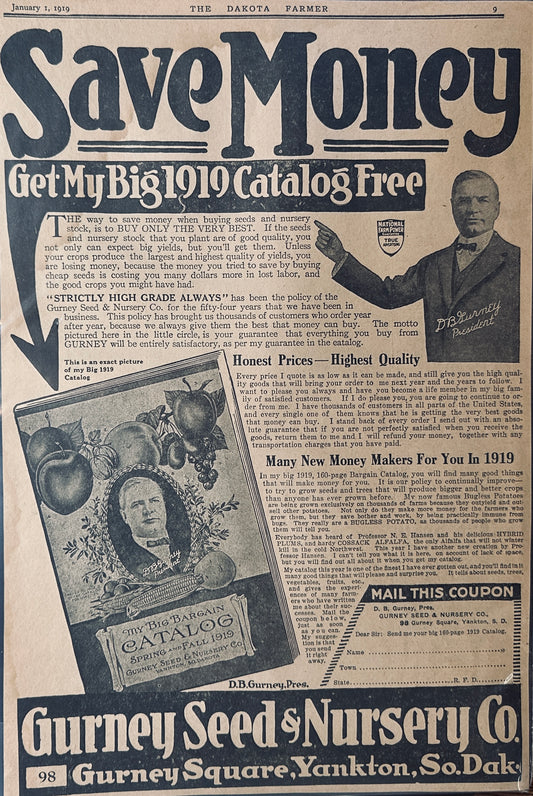 January 1, 1919
THE DAKOTA FARMER
9
Save Money
Get My Big 1919 Catalog Free
THE way to save money when buying seeds and nursery
stock, is to BUY ONLY THE VERY BEST. If the seeds
and nursery stock that you plant are of good quality, you
not only can expect big yields, but you'll get them. Unless
your crops produce the largest and highest quality of yields, you
are losing money, because the money you tried to save by buying
cheap seeds is costing you many dollars more in lost labor, and
the good crops you might have had.
"STRICTLY HIGH GRADE ALWAYS" has been the policy of the
Gurney Seed & Nursery Co. for the fifty-four years that we have been in
business. This policy has brought us thousands of customers who order year
after year, because we always give them the best that money can buy. The motto
pictured here in the little circle, is your guarantee that everything you buy from
GURNEY will be entirely satisfactory, as per my guarantee in the catalog.
NATIONAL
FARM POWER
TRUE
D.B. Gurney
President
This is an exact picture
of my Big 1919
Catalog
Honest Prices—Highest Quality
Every price I quote is as low as it can be made, and still give you the high qual-
ity goods that will bring your order to me next year and the years to follow. I
want to please you always and have you become a life member in my big fam-
ily of satisfied customers. If I do please you, you are going to continue to or-
der from me. I have thousands of customers in all parts of the United States,
and every single one of them knows that he is getting the very best goods
that money can buy. I stand back of every order I send out with an abso-
lute guarantee that if you are not perfectly satisfied when you receive the
goods, return them to me and I will refund your money, together with any
transportation charges that you have paid.
Many New Money Makers For You In 1919
In my big 1919, 160-page Bargain Catalog, you will find many good things
that will make money for you. It is our policy to continually improve—
to try to grow seeds and trees that will produce bigger and better crops
than anyone has ever grown before. My now famous Bugless Potatoes
are being grown exclusively on thousands of farms because they outyield and out-
sell other potatoes. Not only do they make more money for the farmers who
grow them, but they save bother and work, by being practically immune from
bugs. They really are a BUGLESS POTATO, as thousands of people who grow
them will tell you.
Everybody has heard of Professor N. E. Hansen and his delicious HYBRID
PLUMS, and hardy COSSACK ALFALFA, the only Alfalfa that will not winter
kill in the cold Northwest. This year I have another new creation by Pro-
fessor Hansen. I can't tell you what it is here, on account of lack of space
but you will find out all about it when you get my catalog.
My catalog this year is one of the finest I have ever gotten out, and you'll find in it
many good things that will please and surprise you. It tells about seeds, trees,
vegetables, fruits, etc.,
and gives the experi-
ences of many farm-
ers who have written
me about their suc-
cesses. Mail the
coupon below,
just as soon
as you can.
My sugges-
tion is that
you send
it right
away.
D.B. Gurney
My Big Bargain
CATALOG
SPRING AND FALL 1919
GURNEY SEED & NURSERY CO.
YANKTON, SO. DAKOTA
D.B. Gurney, Pres.
MAIL THIS COUPON
D. B. Gurney, Pres.
GURNEY SEED & NURSERY CO.,
98 Gurney Square, Yankton, S. D.
Dear Sir: Send me your big 160-page 1919 Catalog.
Name
Town
State R. F. D.
Gurney Seed & Nursery Co.
98 Gurney Square, Yankton, So. Dak.